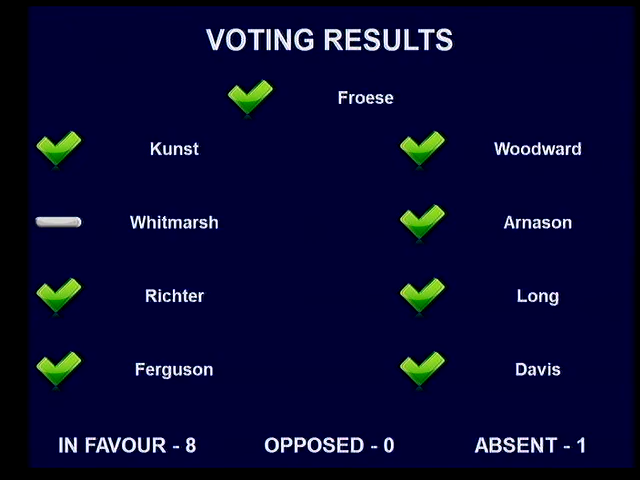 VOTING RESULTS
Froese
Kunst
Woodward
Whitmarsh
Arnason
Richter
Long
Ferguson
Davis
IN FAVOUR - 8 OPPOSED - 0 ABSENT - 1